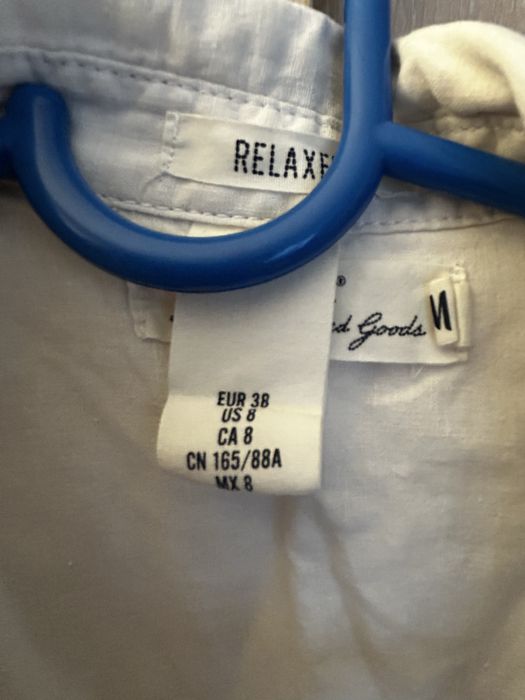 RELAXE
®
d Goods
M
EUR 38
US 8
CA 8
CN 165/88A
MX 8